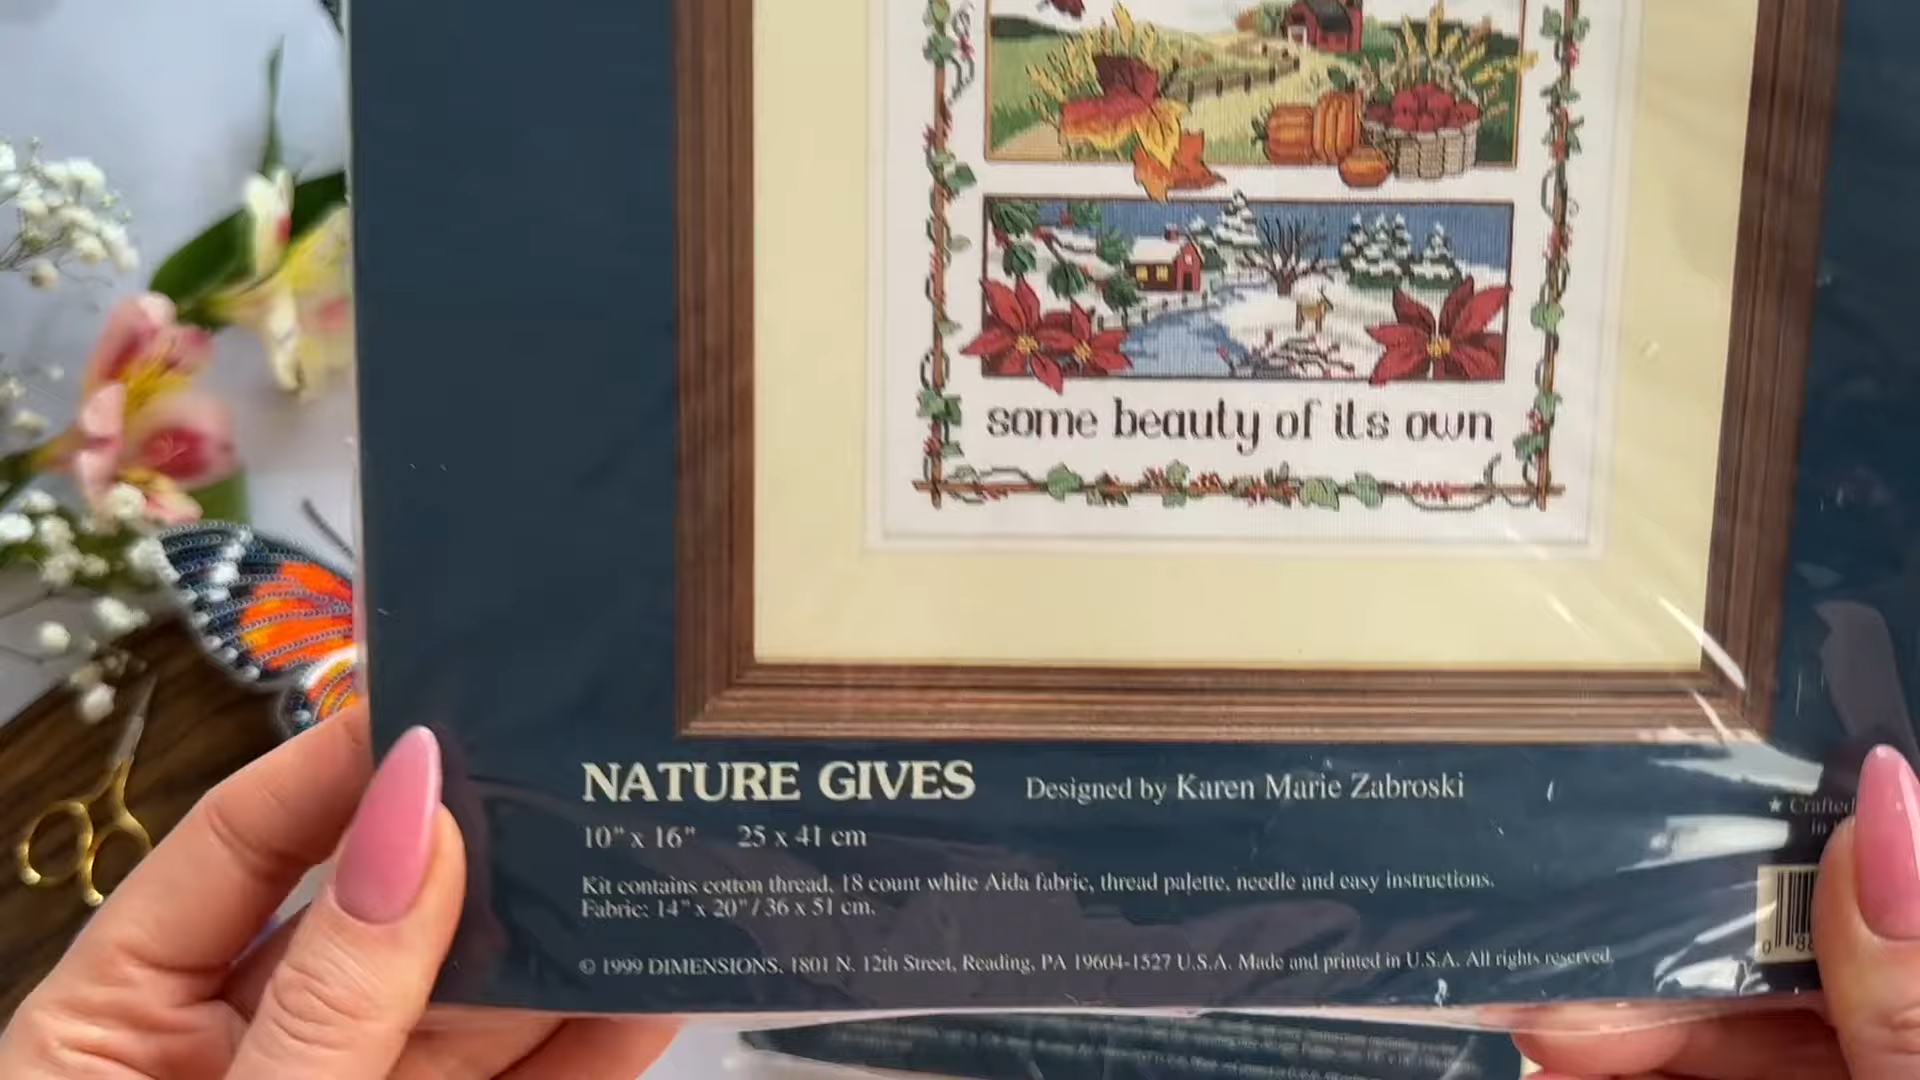 some beauty of its own
NATURE GIVES Designed by Karen Marie Zabroski
10" x 16" 25 x 41 cm
★ Crafted
in
Kit contains cotton thread, 18 count white Aida fabric, thread palette, needle and easy instructions.
Fabric: 14" x 20" / 36 x 51 cm.
© 1999 DIMENSIONS, 1801 N. 12th Street, Reading, PA 19604-1527 U.S.A. Made and printed in U.S.A. All rights reserved.